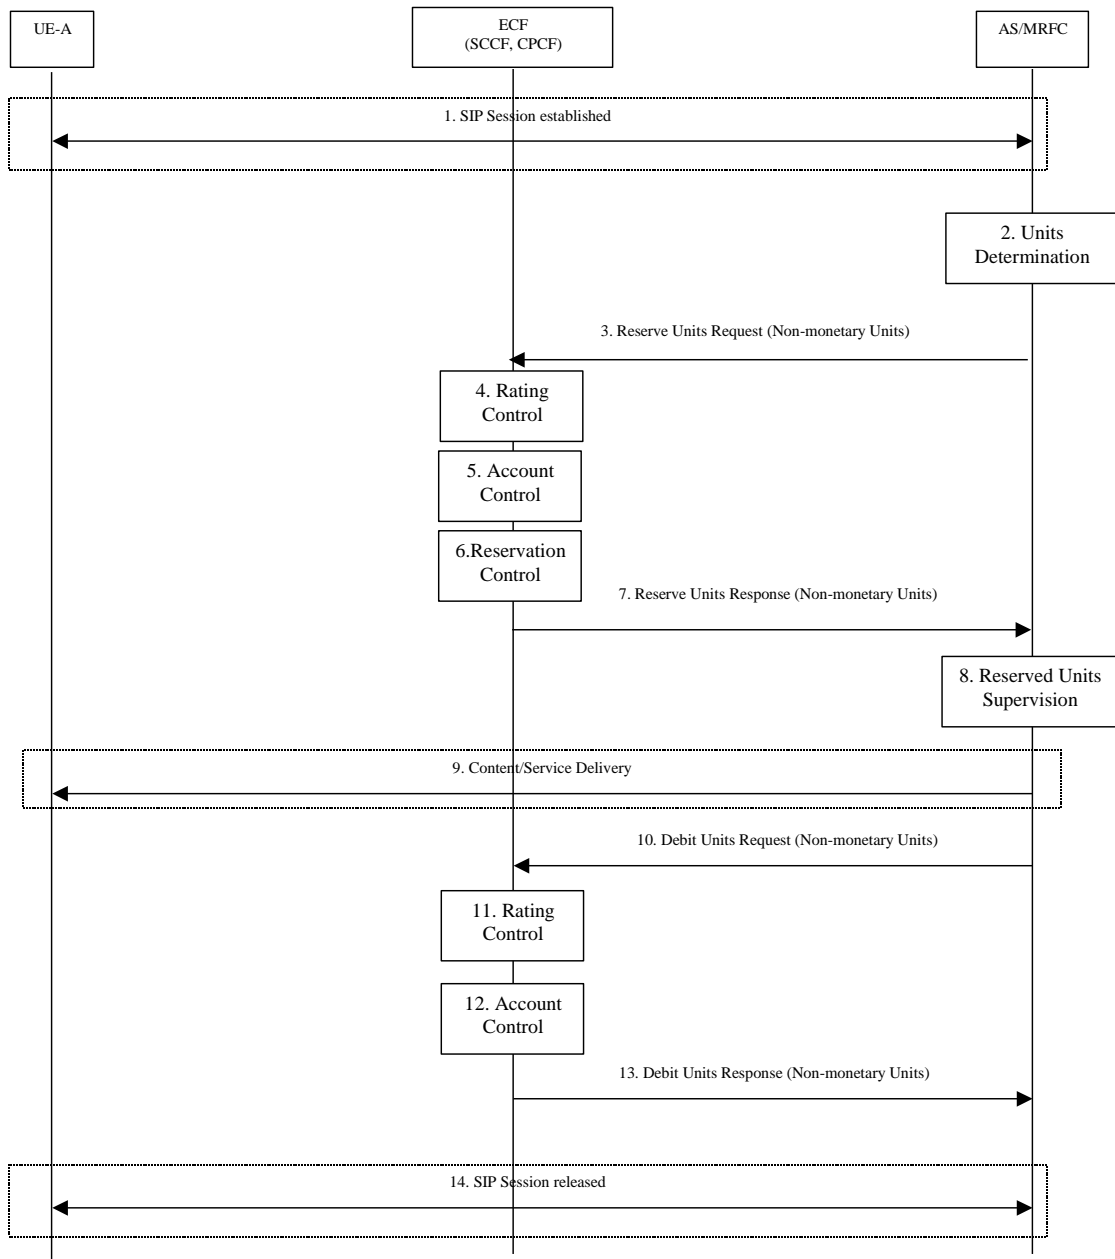 UE-A
ECF
(SCCF, CPCF)
AS/MRFC
1. SIP Session established
2. Units
Determination
3. Reserve Units Request (Non-monetary Units)
4. Rating
Control
5. Account
Control
6.Reservation
Control
7. Reserve Units Response (Non-monetary Units)
8. Reserved Units
Supervision
9. Content/Service Delivery
10. Debit Units Request (Non-monetary Units)
11. Rating
Control
12. Account
Control
13. Debit Units Response (Non-monetary Units)
14. SIP Session released